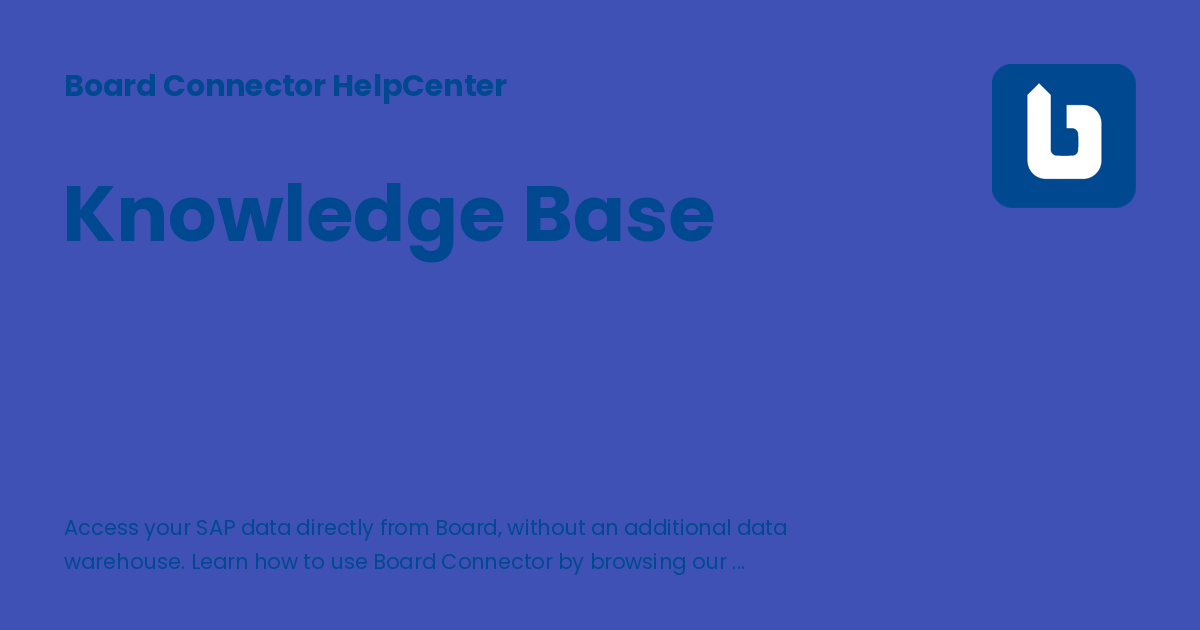 Board Connector HelpCenter
Knowledge Base
Access your SAP data directly from Board, without an additional data
warehouse. Learn how to use Board Connector by browsing our ...